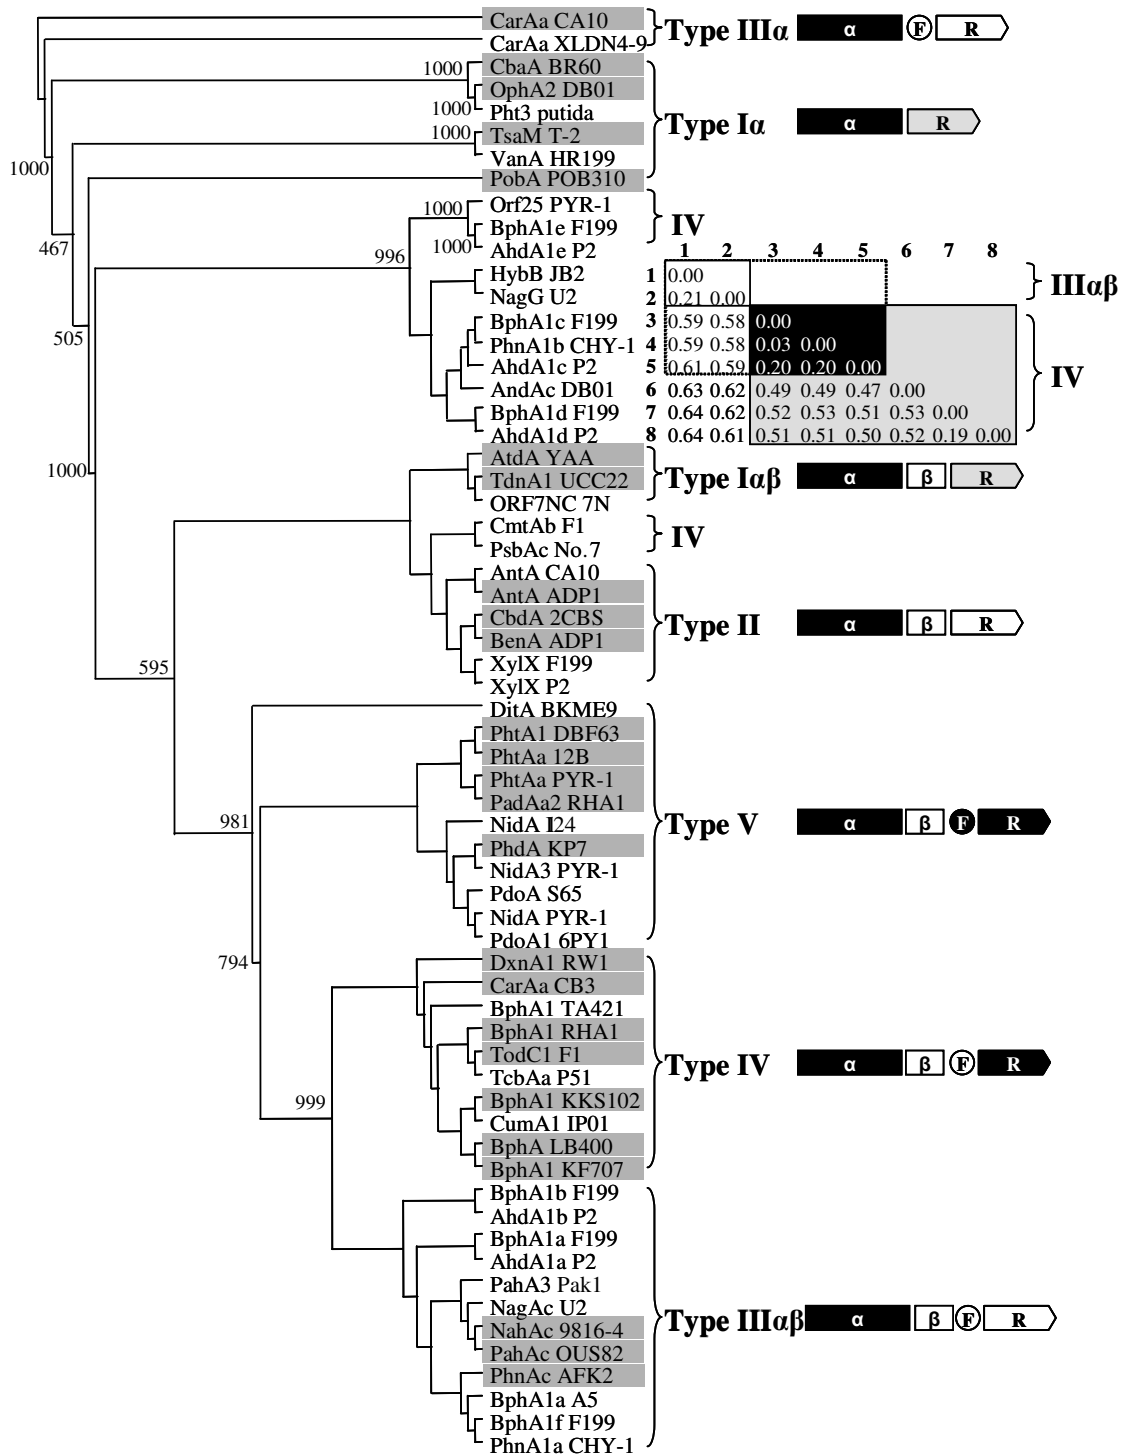 CarAa CA10
CarAa XLDN4-9
Type IIIα α F R
1000 CbaA BR60
OphA2 DB01
1000 Pht3 putida
Type Iα α R
1000 TsaM T-2
VanA HR199
1000
PobA POB310
1000 Orf25 PYR-1
BphA1e F199
IV
467
1000 AhdA1e P2
996
1 2 3 4 5 6 7 8
HybB JB2 1 0.00
NagG U2 2 0.21 0.00
IIIαβ
BphA1c F199 3 0.59 0.58 0.00
505
PhnA1b CHY-1 4 0.59 0.58 0.03 0.00
AhdA1c P2 5 0.61 0.59 0.20 0.20 0.00
IV
AndAc DB01 6 0.63 0.62 0.49 0.49 0.47 0.00
BphA1d F199 7 0.64 0.62 0.52 0.53 0.51 0.53 0.00
AhdA1d P2 8 0.64 0.61 0.51 0.51 0.50 0.52 0.19 0.00
AtdA YAA
1000
TdnA1 UCC22
Type Iαβ α β R
ORF7NC 7N
CmtAb F1
IV
PsbAc No.7
AntA CA10
AntA ADP1
CbdA 2CBS
Type II α β R
BenA ADP1
XylX F199
595
XylX P2
DitA BKME9
PhtA1 DBF63
PhtAa 12B
PhtAa PYR-1
PadAa2 RHA1
981
NidA I24
Type V α β F R
PhdA KP7
NidA3 PYR-1
PdoA S65
NidA PYR-1
PdoA1 6PY1
794
DxnA1 RW1
CarAa CB3
BphA1 TA421
BphA1 RHA1
TodC1 F1
Type IV α β F R
TcbAa P51
999
BphA1 KKS102
CumA1 IP01
BphA LB400
BphA1 KF707
BphA1b F199
AhdA1b P2
BphA1a F199
AhdA1a P2
PahA3 Pak1
NagAc U2
Type IIIαβ α β F R
NahAc 9816-4
PahAc OUS82
PhnAc AFK2
BphA1a A5
BphA1f F199
PhnA1a CHY-1